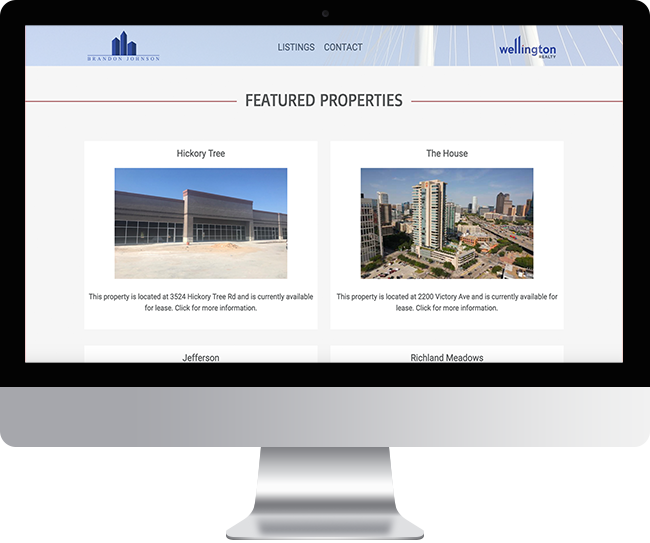 BRANDON JOHNSON
LISTINGS CONTACT
wellington
REALTY
FEATURED PROPERTIES
Hickory Tree
The House
This property is located at 3524 Hickory Tree Rd and is currently available
for lease. Click for more information.
This property is located at 2200 Victory Ave and is currently available for
lease. Click for more information.
Jefferson
Richland Meadows